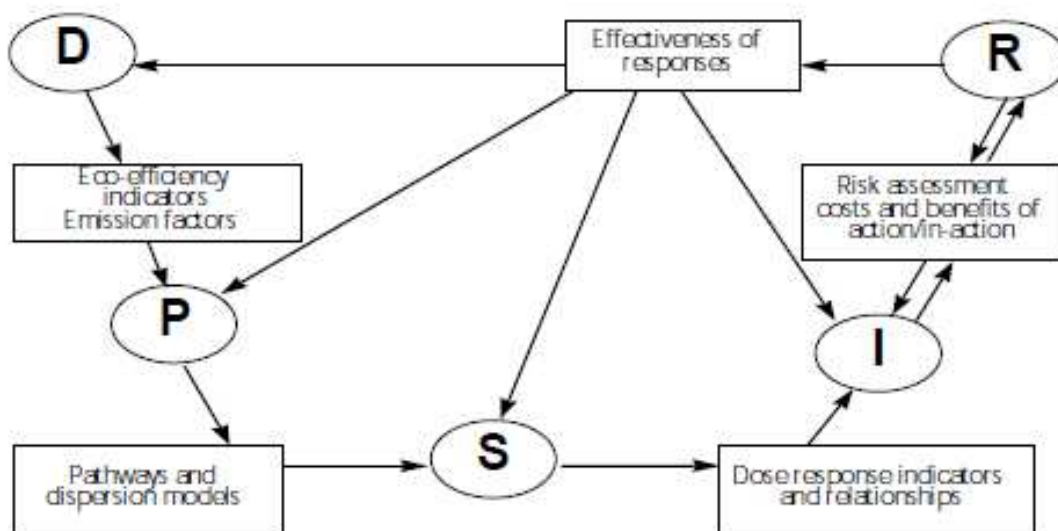 D
Effectiveness of
responses
R
Eco-efficiency
indicators
Emission factors
Risk assessment
costs and benefits of
action/in-action
P
I
S
Pathways and
dispersion models
Dose response indicators
and relationships